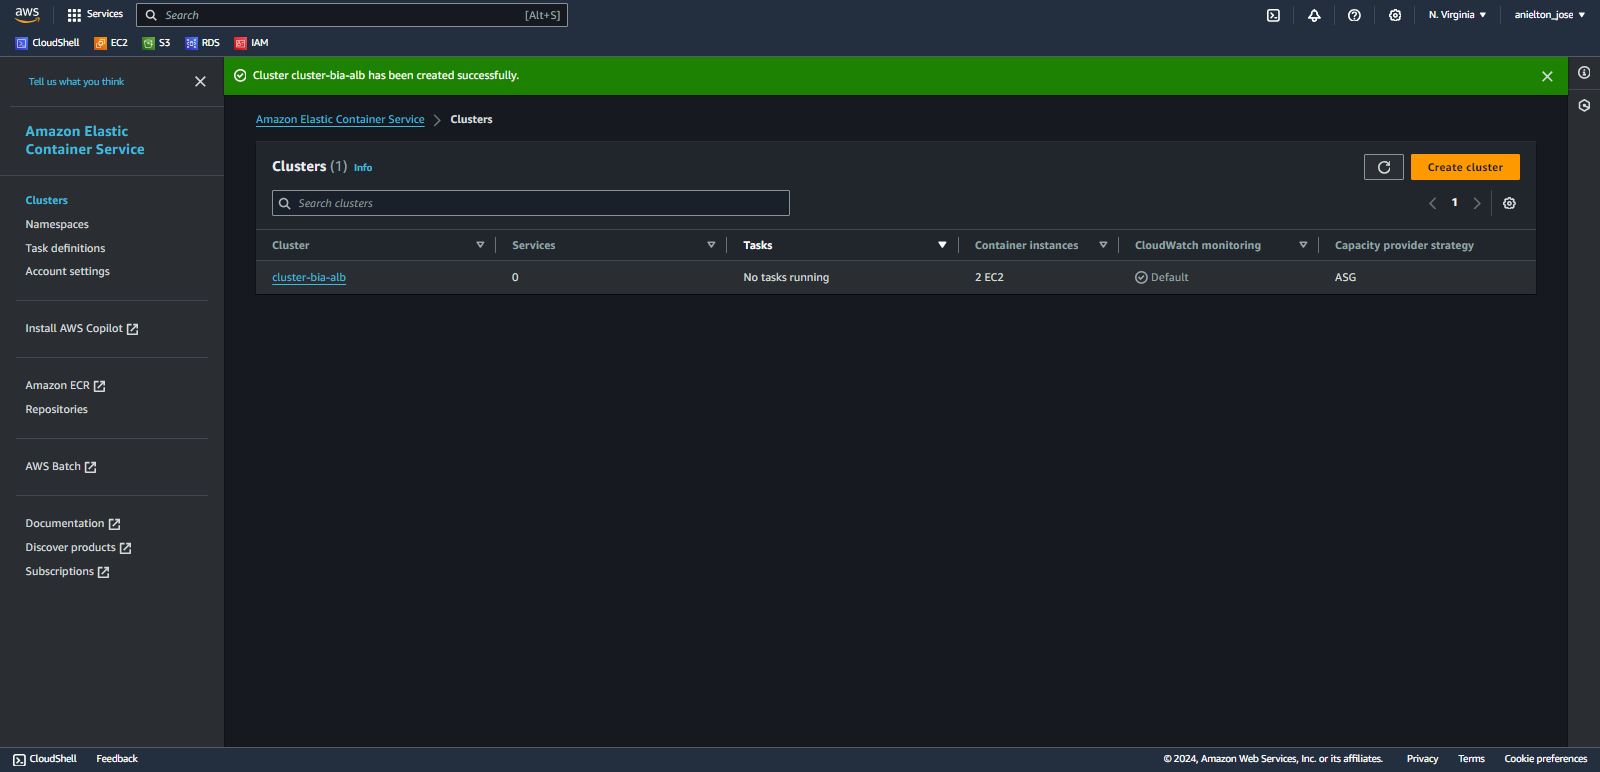 aws Services Search [Alt+S] N. Virginia anielton_jose
CloudShell EC2 S3 RDS IAM
Tell us what you think
Cluster cluster-bia-alb has been created successfully.
Amazon Elastic Container Service
Clusters
Namespaces
Task definitions
Account settings
Install AWS Copilot
Amazon ECR
Repositories
AWS Batch
Documentation
Discover products
Subscriptions
Amazon Elastic Container Service Clusters
Clusters (1) Info
Create cluster
Search clusters
1
Cluster Services Tasks Container instances CloudWatch monitoring Capacity provider strategy
cluster-bia-alb 0 No tasks running 2 EC2 Default ASG
CloudShell Feedback © 2024, Amazon Web Services, Inc. or its affiliates. Privacy Terms Cookie preferences